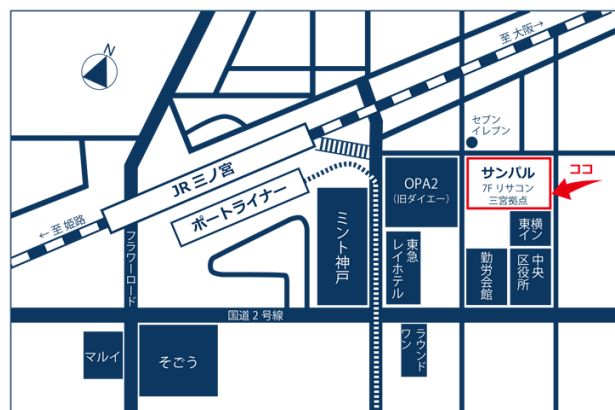 N
至 大阪→
セブン
イレブン
JR 三ノ宮
ポートライナー
←至 姫路
フラワーロード
ミント神戸
OPA2
(旧ダイエー)
サンパル
7F リサコン
三宮拠点
ココ
東急
レイホテル
東横
イン
勤労会館
中央
区役所
国道2号線
マルイ
そごう
ラウンド
ワン